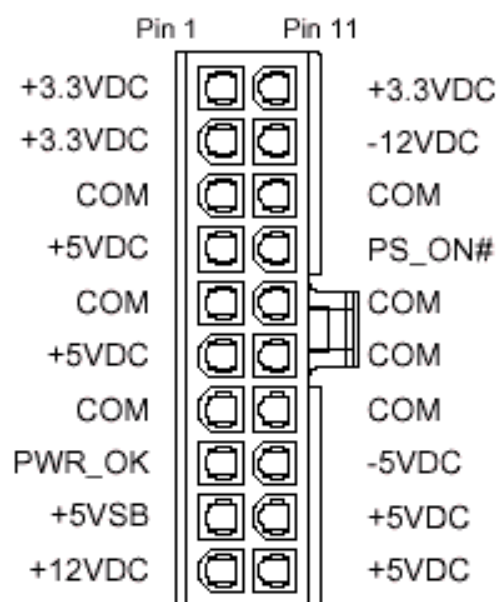 Pin 1 Pin 11
+3.3VDC +3.3VDC
+3.3VDC -12VDC
COM COM
+5VDC PS_ON#
COM COM
+5VDC COM
COM COM
PWR_OK -5VDC
+5VSB +5VDC
+12VDC +5VDC